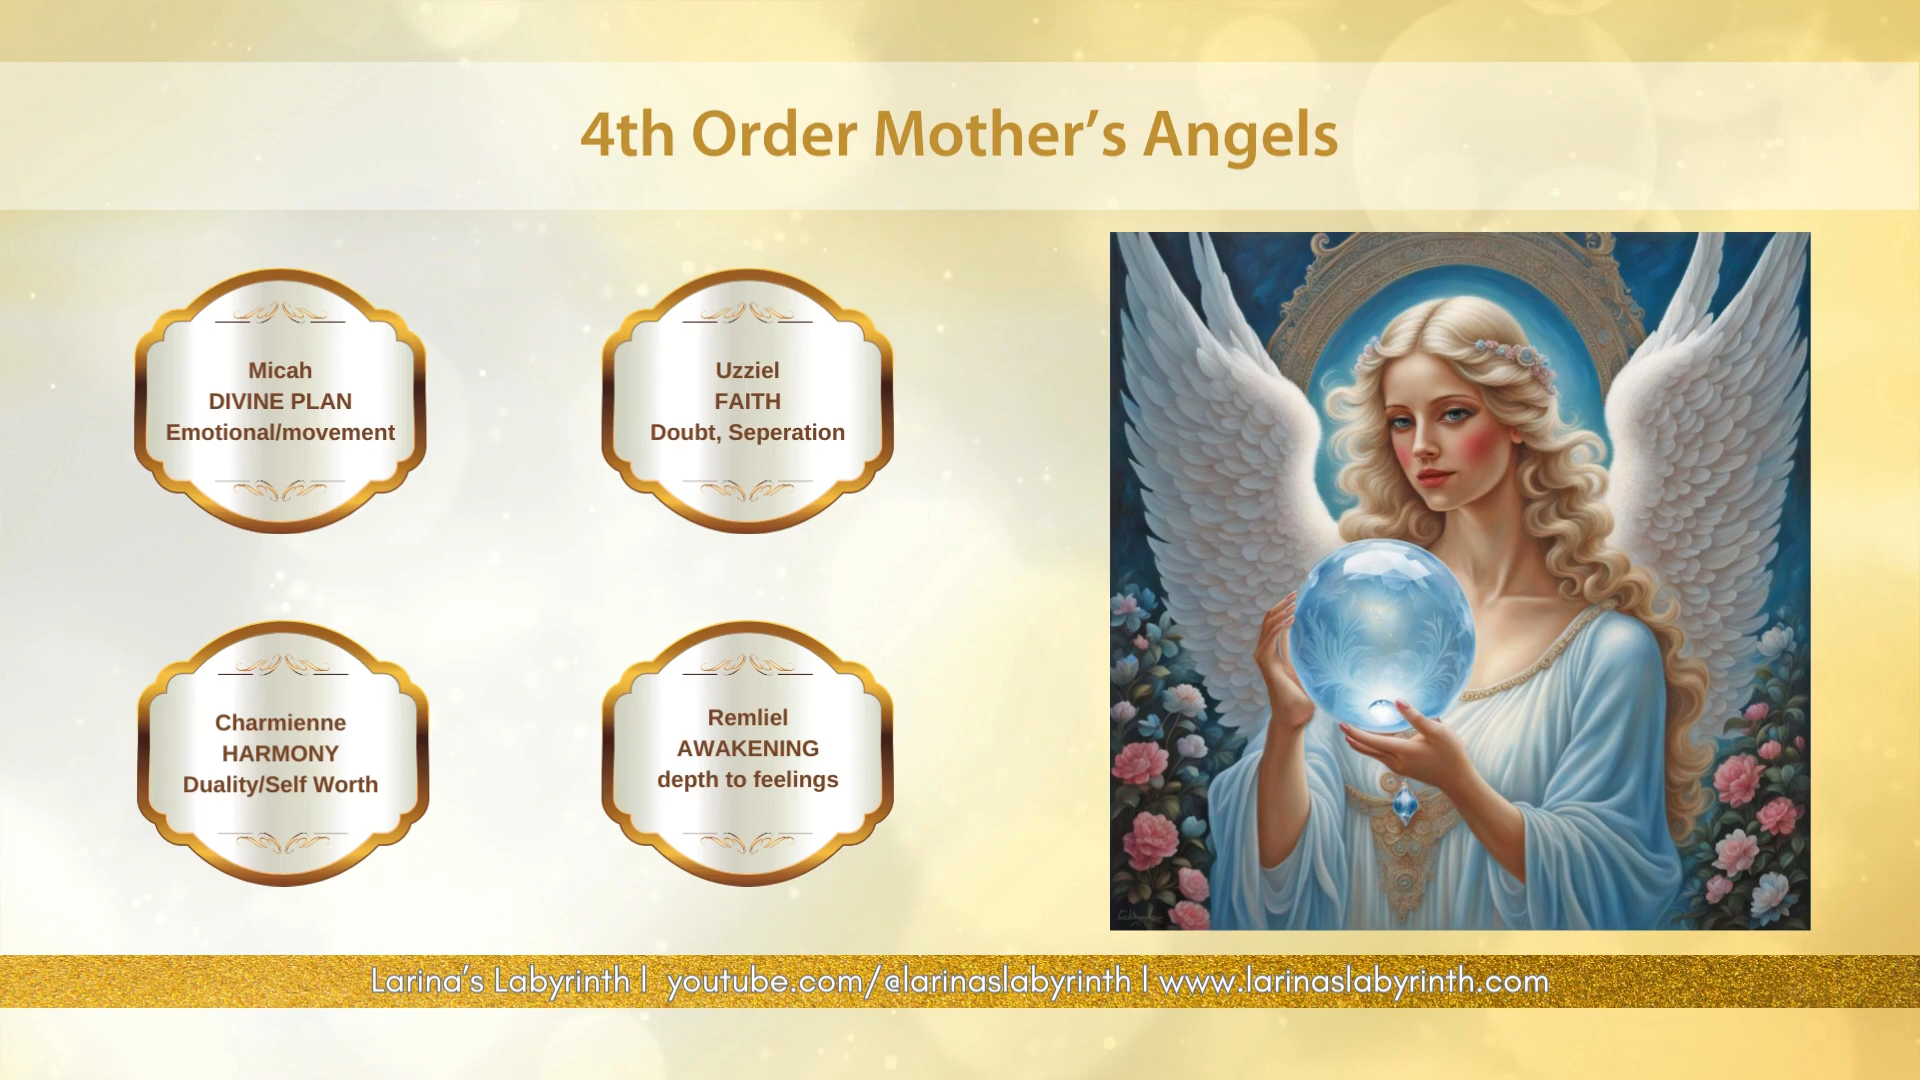 4th Order Mother’s Angels
Micah
DIVINE PLAN
Emotional/movement
Uzziel
FAITH
Doubt, Seperation
Charmienne
HARMONY
Duality/Self Worth
Remliel
AWAKENING
depth to feelings
Larina’s Labyrinth | youtube.com/@larinaslabyrinth | www.larinaslabyrinth.com